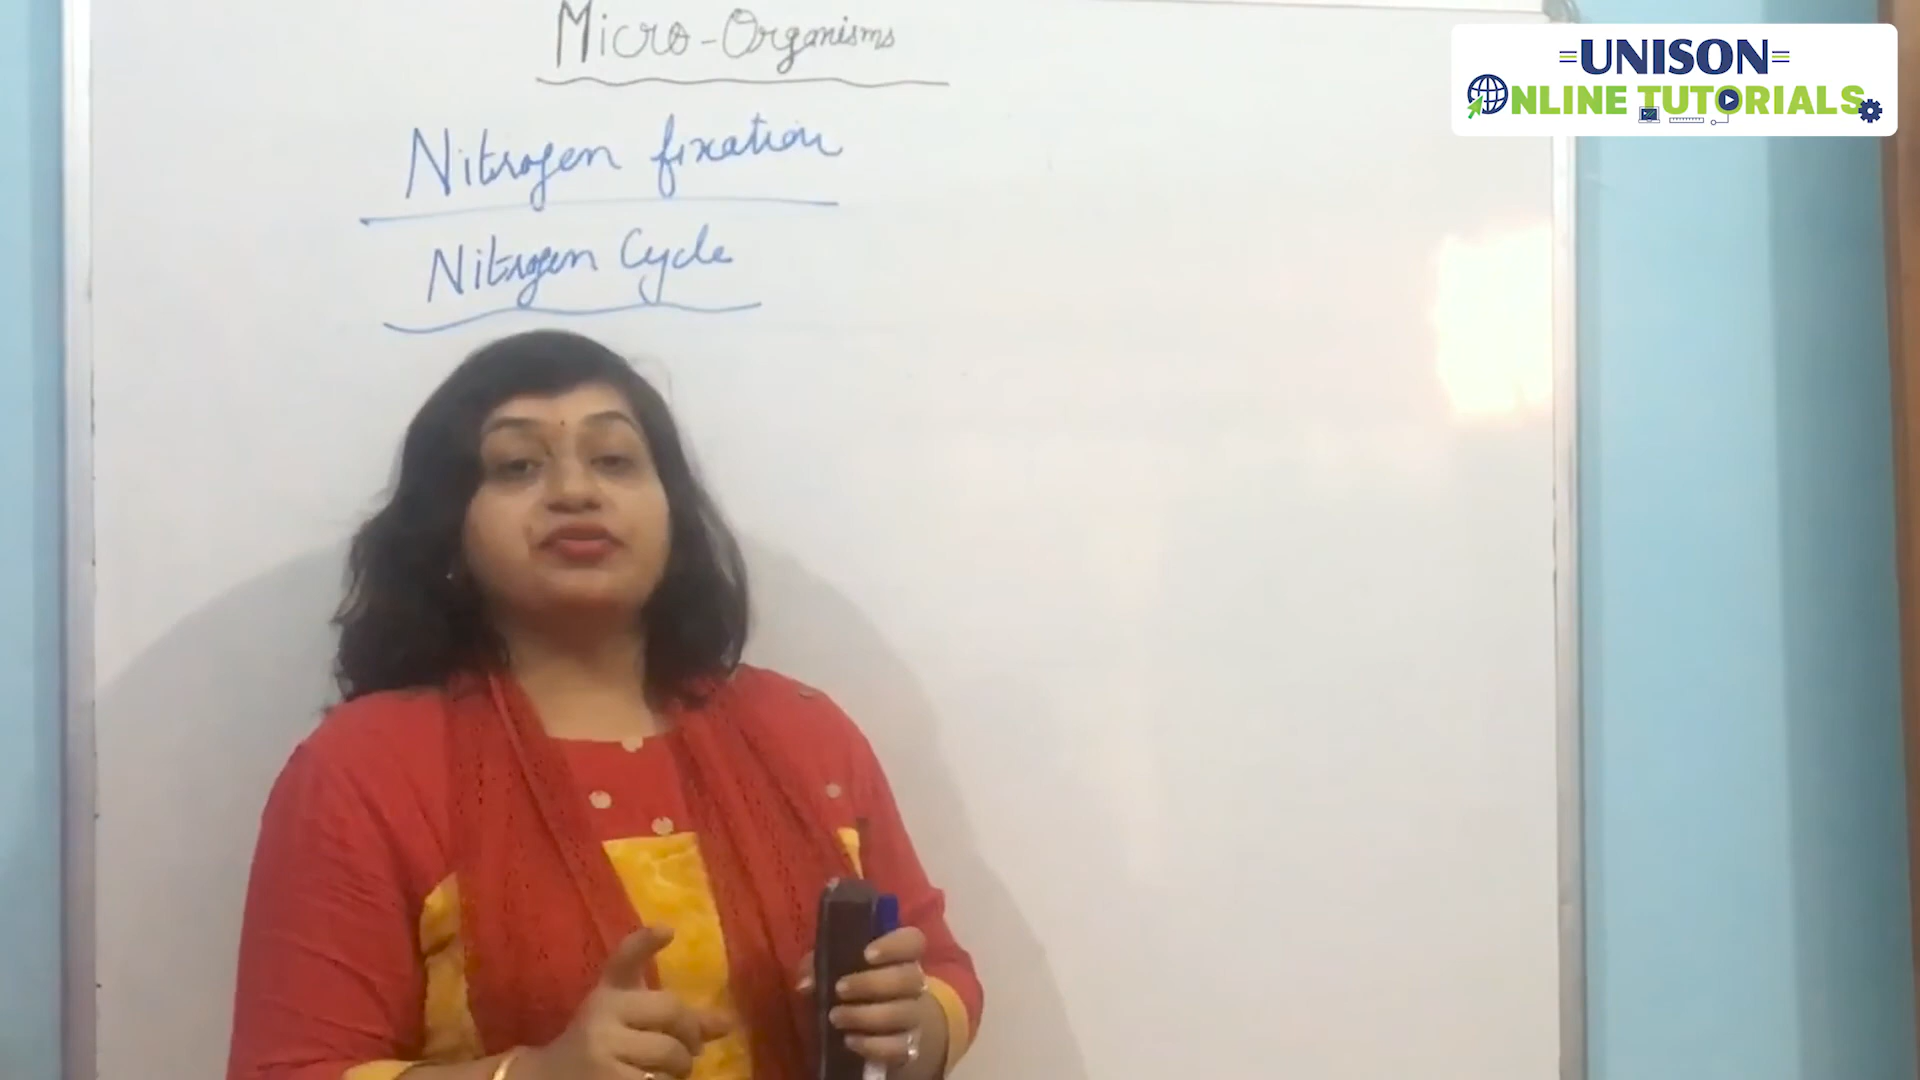 Micro-Organisms
Nitrogen fixation
Nitrogen Cycle
UNISON
ONLINE TUTORIALS